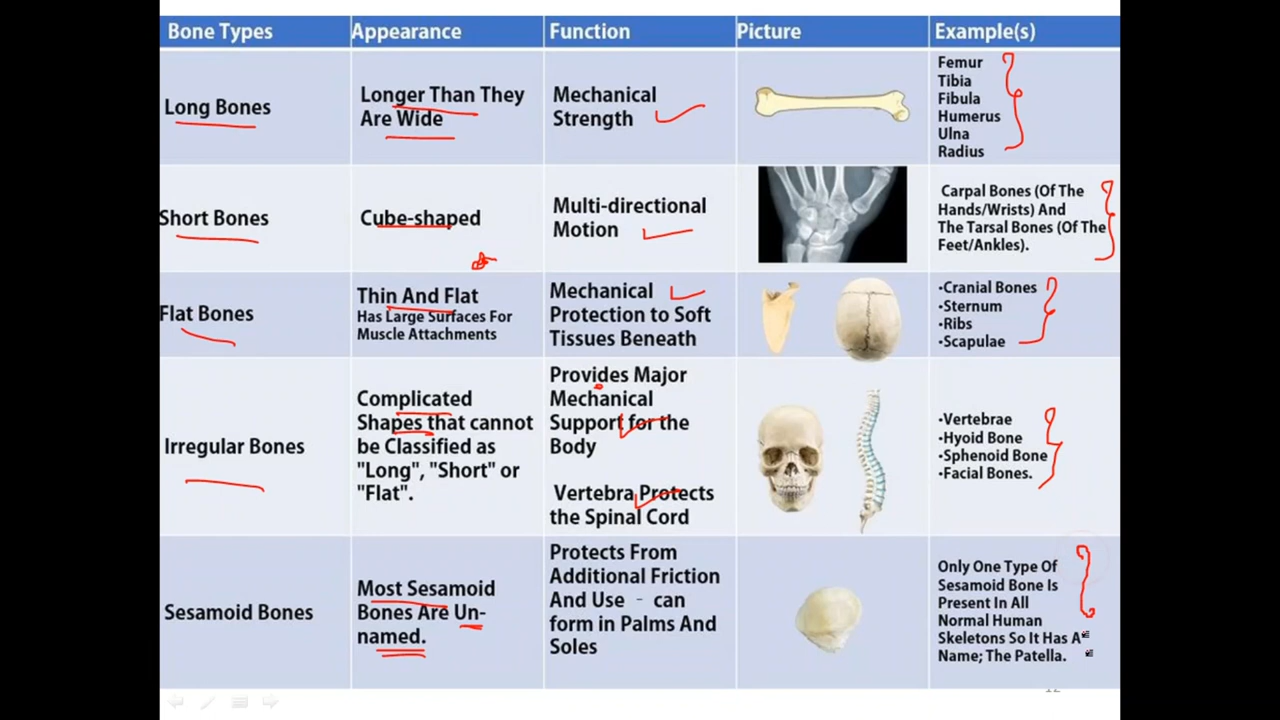 Bone Types Appearance Function Picture Example(s)
Long Bones
Longer Than They
Are Wide
Mechanical
Strength
Femur
Tibia
Fibula
Humerus
Ulna
Radius
Short Bones
Cube-shaped
Multi-directional
Motion
Carpal Bones (Of The
Hands/Wrists) And
The Tarsal Bones (Of The
Feet/Ankles).
Flat Bones
Thin And Flat
Has Large Surfaces For
Muscle Attachments
Mechanical
Protection to Soft
Tissues Beneath
•Cranial Bones
•Sternum
•Ribs
•Scapulae
Irregular Bones
Complicated
Shapes that cannot
be Classified as
"Long", "Short" or
"Flat".
Provides Major
Mechanical
Support for the
Body
Vertebra Protects
the Spinal Cord
•Vertebrae
•Hyoid Bone
•Sphenoid Bone
•Facial Bones.
Sesamoid Bones
Most Sesamoid
Bones Are Un-
named.
Protects From
Additional Friction
And Use - can
form in Palms And
Soles
Only One Type Of
Sesamoid Bone Is
Present In All
Normal Human
Skeletons So It Has A
Name; The Patella.
12